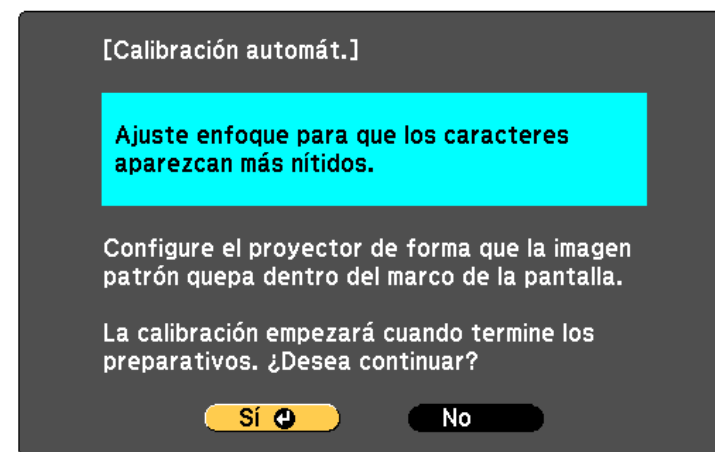 [Calibración automát.]
Ajuste enfoque para que los caracteres
aparezcan más nítidos.
Configure el proyector de forma que la imagen
patrón quepa dentro del marco de la pantalla.
La calibración empezará cuando termine los
preparativos. ¿Desea continuar?
Sí No